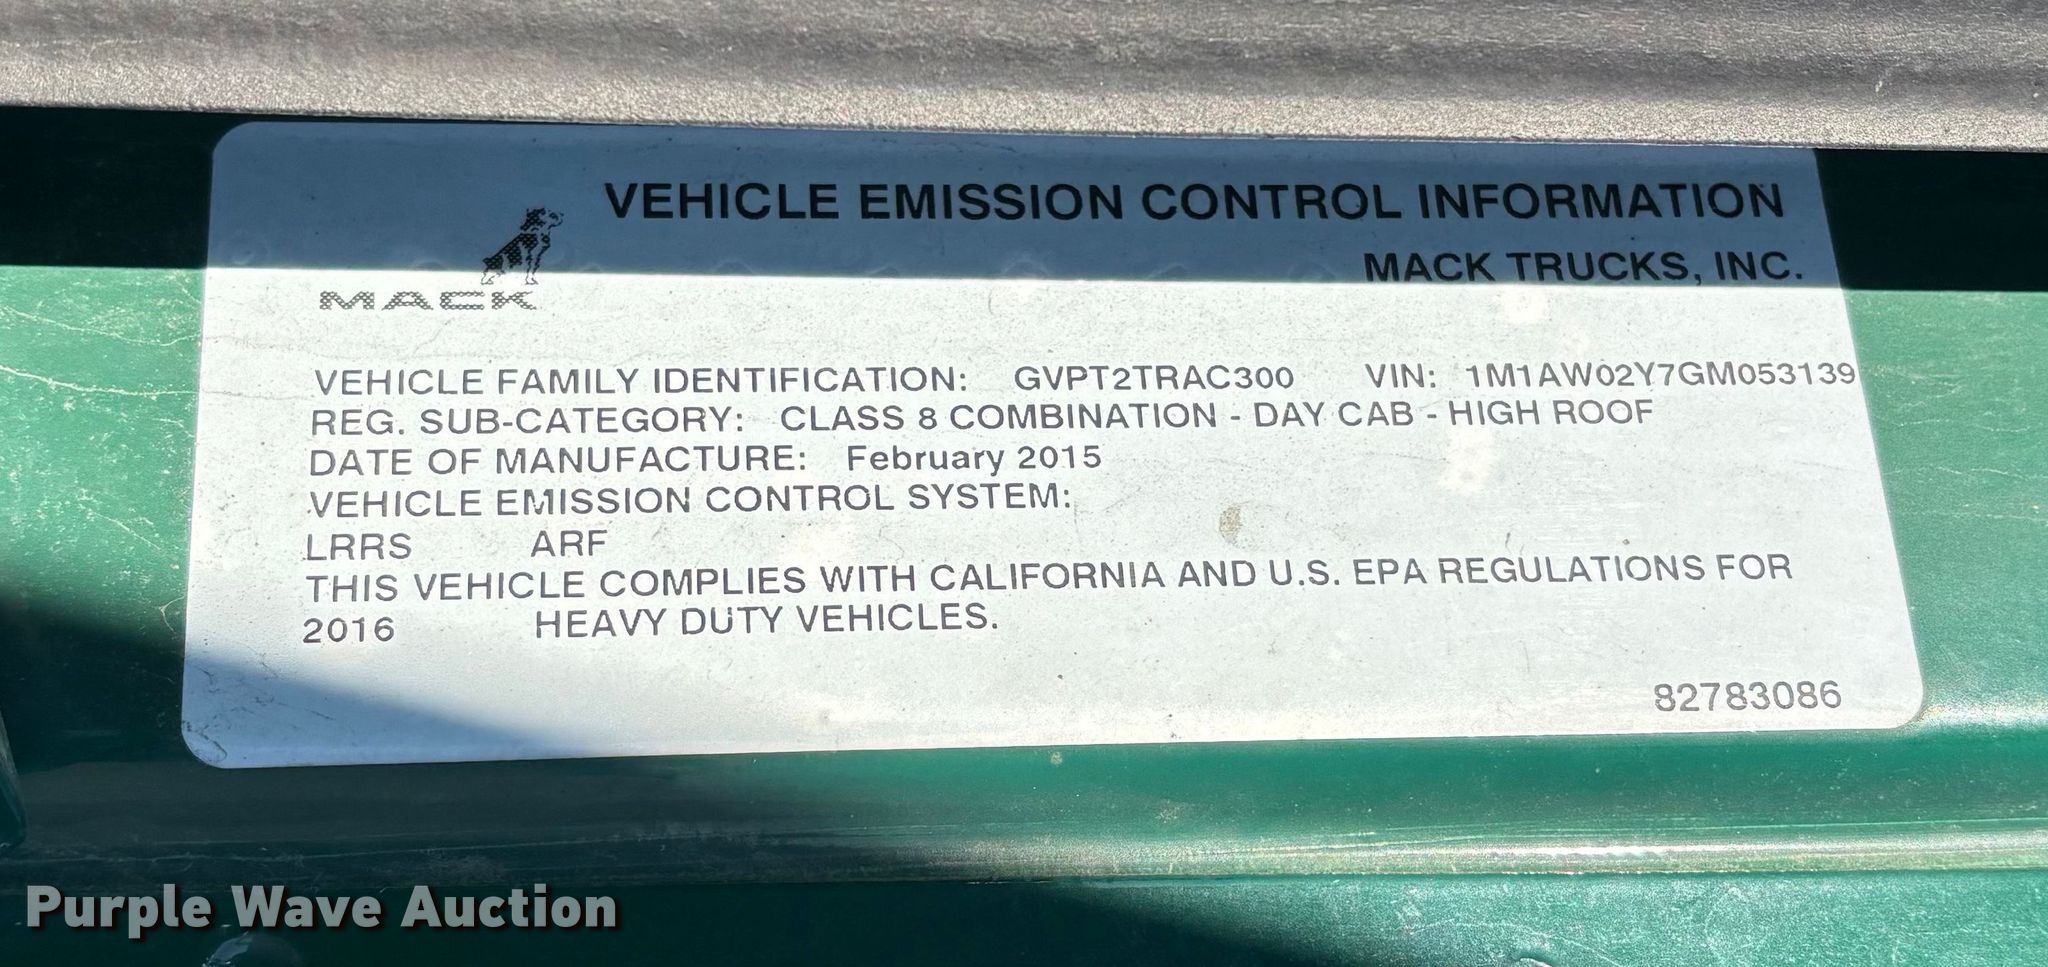 VEHICLE EMISSION CONTROL INFORMATION
MACK TRUCKS, INC.
MACK
VEHICLE FAMILY IDENTIFICATION: GVPT2TRAC300 VIN: 1M1AW02Y7GM053139
REG. SUB-CATEGORY: CLASS 8 COMBINATION - DAY CAB - HIGH ROOF
DATE OF MANUFACTURE: February 2015
VEHICLE EMISSION CONTROL SYSTEM:
LRRS ARF
THIS VEHICLE COMPLIES WITH CALIFORNIA AND U.S. EPA REGULATIONS FOR
2016 HEAVY DUTY VEHICLES.
82783086
Purple Wave Auction